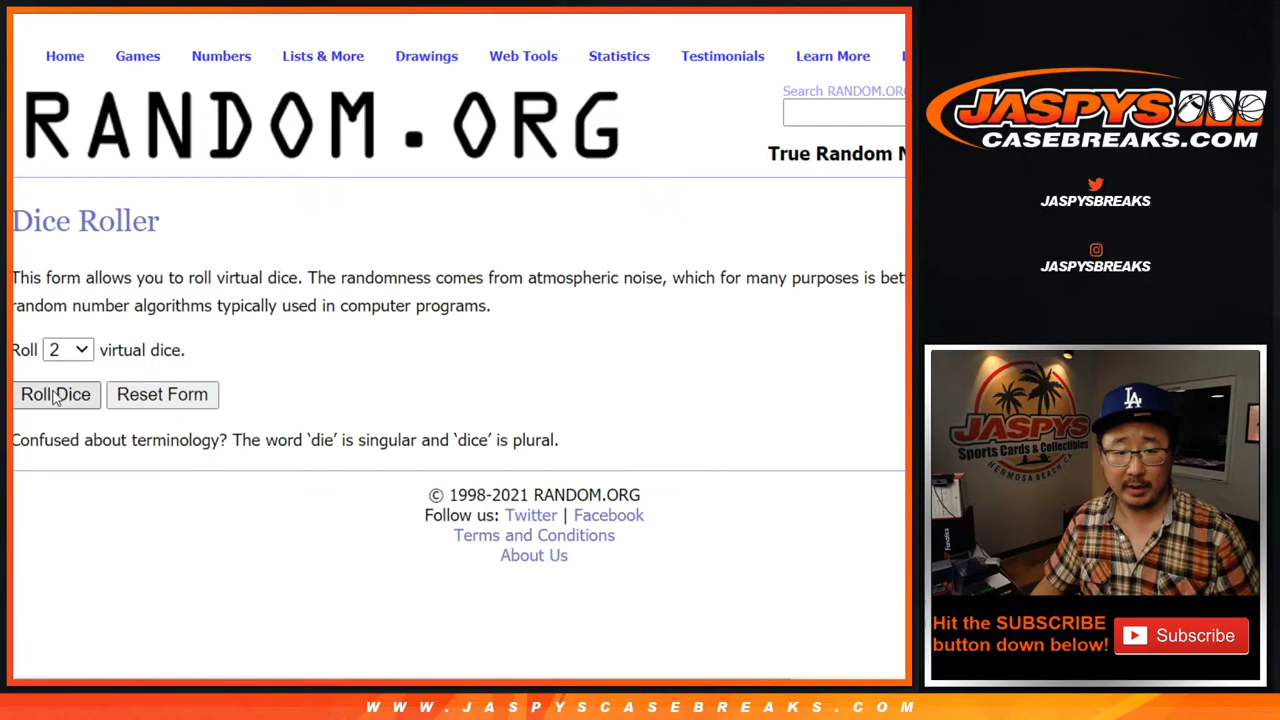 Home Games Numbers Lists & More Drawings Web Tools Statistics Testimonials Learn More
RANDOM.ORG
Search RANDOM.ORG
True Random N
Dice Roller
This form allows you to roll virtual dice. The randomness comes from atmospheric noise, which for many purposes is bet
random number algorithms typically used in computer programs.
Roll 2 virtual dice.
Roll Dice Reset Form
Confused about terminology? The word ‘die’ is singular and ‘dice’ is plural.
© 1998-2021 RANDOM.ORG
Follow us: Twitter | Facebook
Terms and Conditions
About Us
JASPYS
CASEBREAKS.COM
JASPYSBREAKS
JASPYSBREAKS
JASPYS
Sports Cards & Collectibles
HERMOSA BEACH CA
LA
Fanatics
Hit the SUBSCRIBE
button down below!
Subscribe
WWW.JASPYSCASEBREAKS.COM